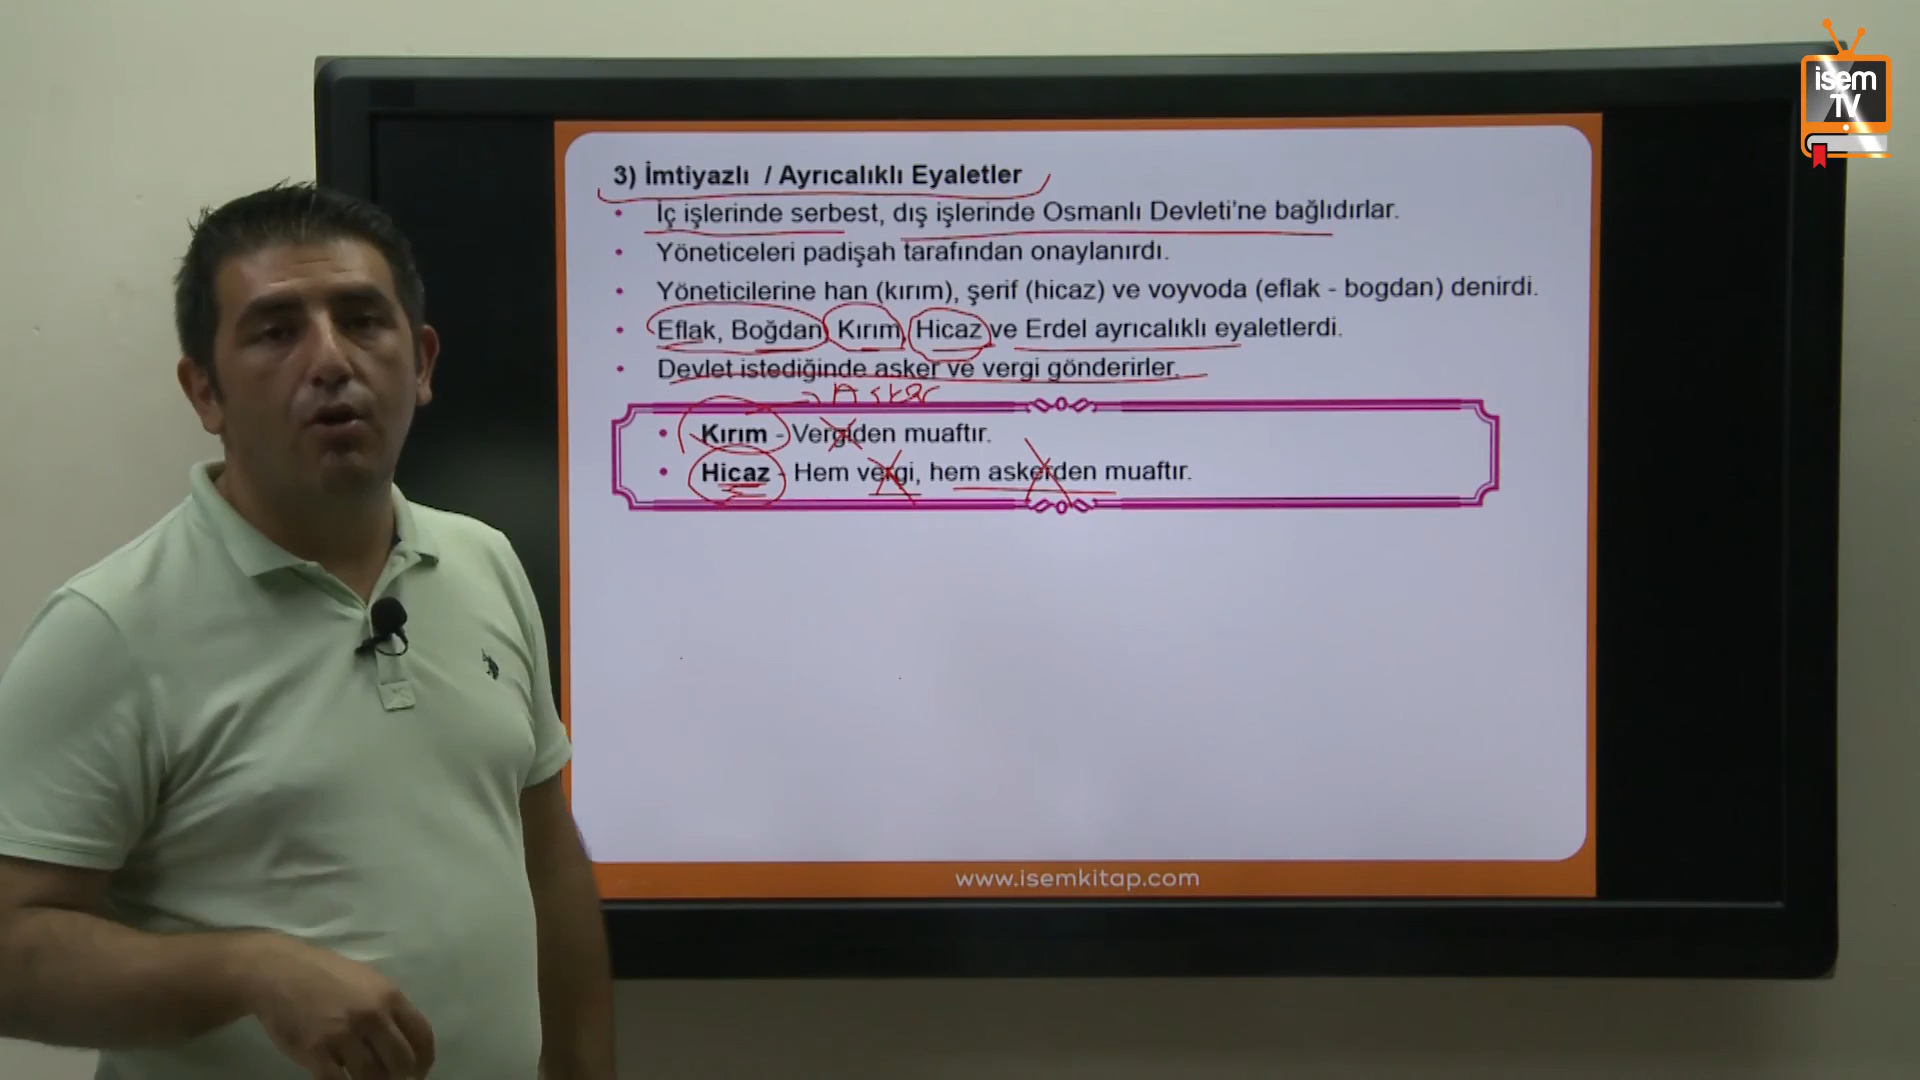 isem
TV
3) İmtiyazlı / Ayrıcalıklı Eyaletler
• İç işlerinde serbest, dış işlerinde Osmanlı Devleti'ne bağlıdırlar.
• Yöneticeleri padişah tarafından onaylanırdı.
• Yöneticilerine han (kırım), şerif (hicaz) ve voyvoda (eflak - bogdan) denirdi.
• Eflak, Boğdan, Kırım, Hicaz ve Erdel ayrıcalıklı eyaletlerdi.
• Devlet istediğinde asker ve vergi gönderirler.
Asker
• Kırım - Vergiden muaftır.
• Hicaz - Hem vergi, hem askerden muaftır.
www.isemkitap.com